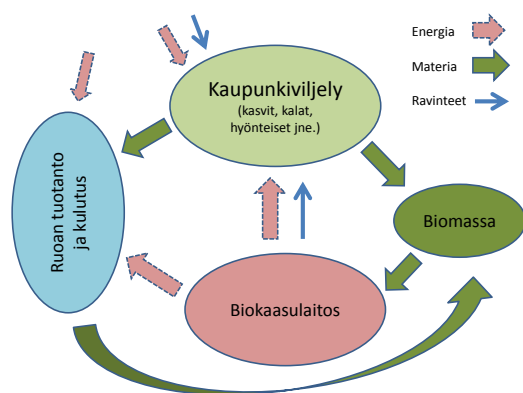 Energia
Materia
Ravinteet
Kaupunkiviljely
(kasvit, kalat,
hyönteiset jne.)
Ruoan tuotanto
ja kulutus
Biomassa
Biokaasulaitos